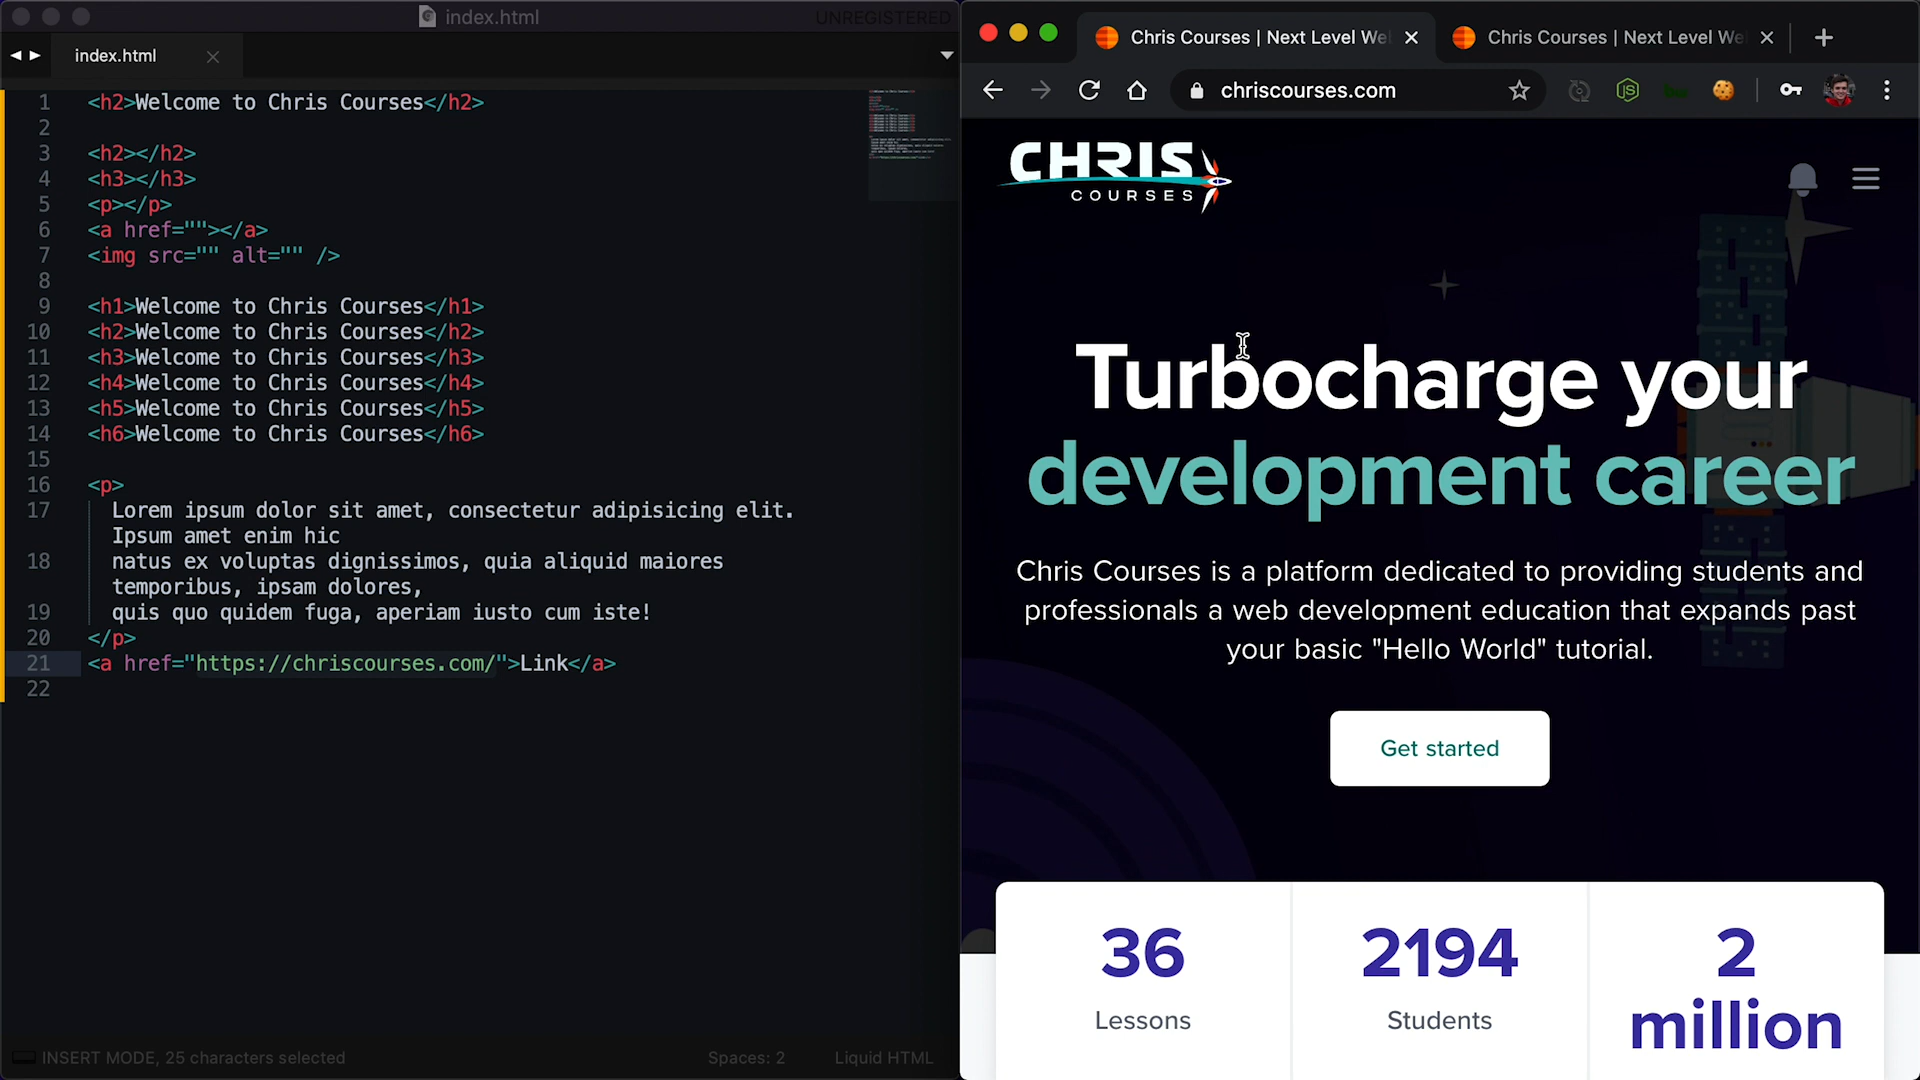 index.html
UNREGISTERED
index.html
1 <h2>Welcome to Chris Courses</h2>
2
3 <h2></h2>
4 <h3></h3>
5 <p></p>
6 <a href=""></a>
7 <img src="" alt="" />
8
9 <h1>Welcome to Chris Courses</h1>
10 <h2>Welcome to Chris Courses</h2>
11 <h3>Welcome to Chris Courses</h3>
12 <h4>Welcome to Chris Courses</h4>
13 <h5>Welcome to Chris Courses</h5>
14 <h6>Welcome to Chris Courses</h6>
15
16 <p>
17 Lorem ipsum dolor sit amet, consectetur adipisicing elit.
Ipsum amet enim hic
18 natus ex voluptas dignissimos, quia aliquid maiores
temporibus, ipsam dolores,
19 quis quo quidem fuga, aperiam iusto cum iste!
20 </p>
21 <a href="https://chriscourses.com/">Link</a>
22
INSERT MODE, 25 characters selected
Spaces: 2
Liquid HTML
Chris Courses | Next Level We
Chris Courses | Next Level We
chriscourses.com
CHRIS
COURSES
Turbocharge your
development career
Chris Courses is a platform dedicated to providing students and
professionals a web development education that expands past
your basic "Hello World" tutorial.
Get started
36
Lessons
2194
Students
2
million